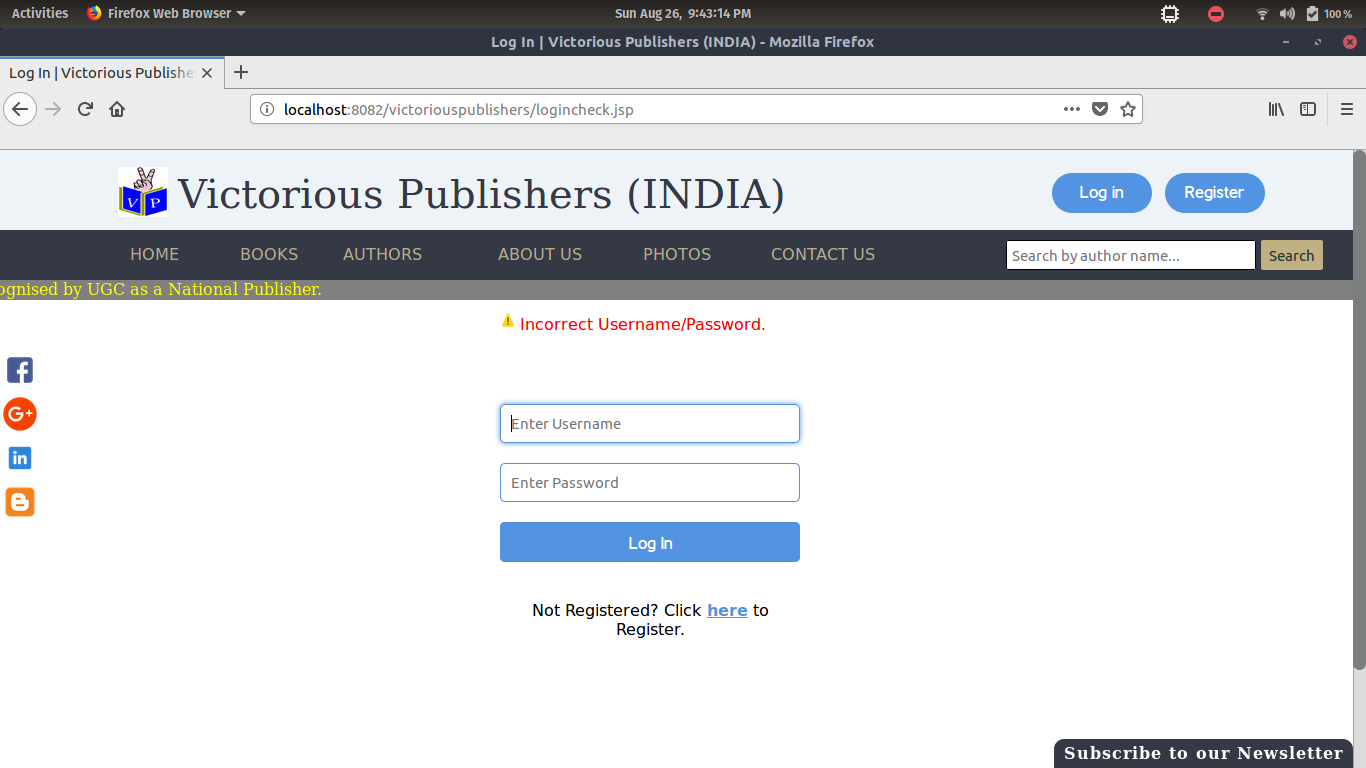 Activities Firefox Web Browser Sun Aug 26, 9:43:14 PM 100 %
Log In | Victorious Publishers (INDIA) - Mozilla Firefox
Log In | Victorious Publishe
localhost:8082/victoriouspublishers/logincheck.jsp
V P Victorious Publishers (INDIA) Log in Register
HOME BOOKS AUTHORS ABOUT US PHOTOS CONTACT US Search by author name... Search
ognised by UGC as a National Publisher.
Incorrect Username/Password.
f
G+
in
B
Enter Username
Enter Password
Log In
Not Registered? Click here to
Register.
Subscribe to our Newsletter